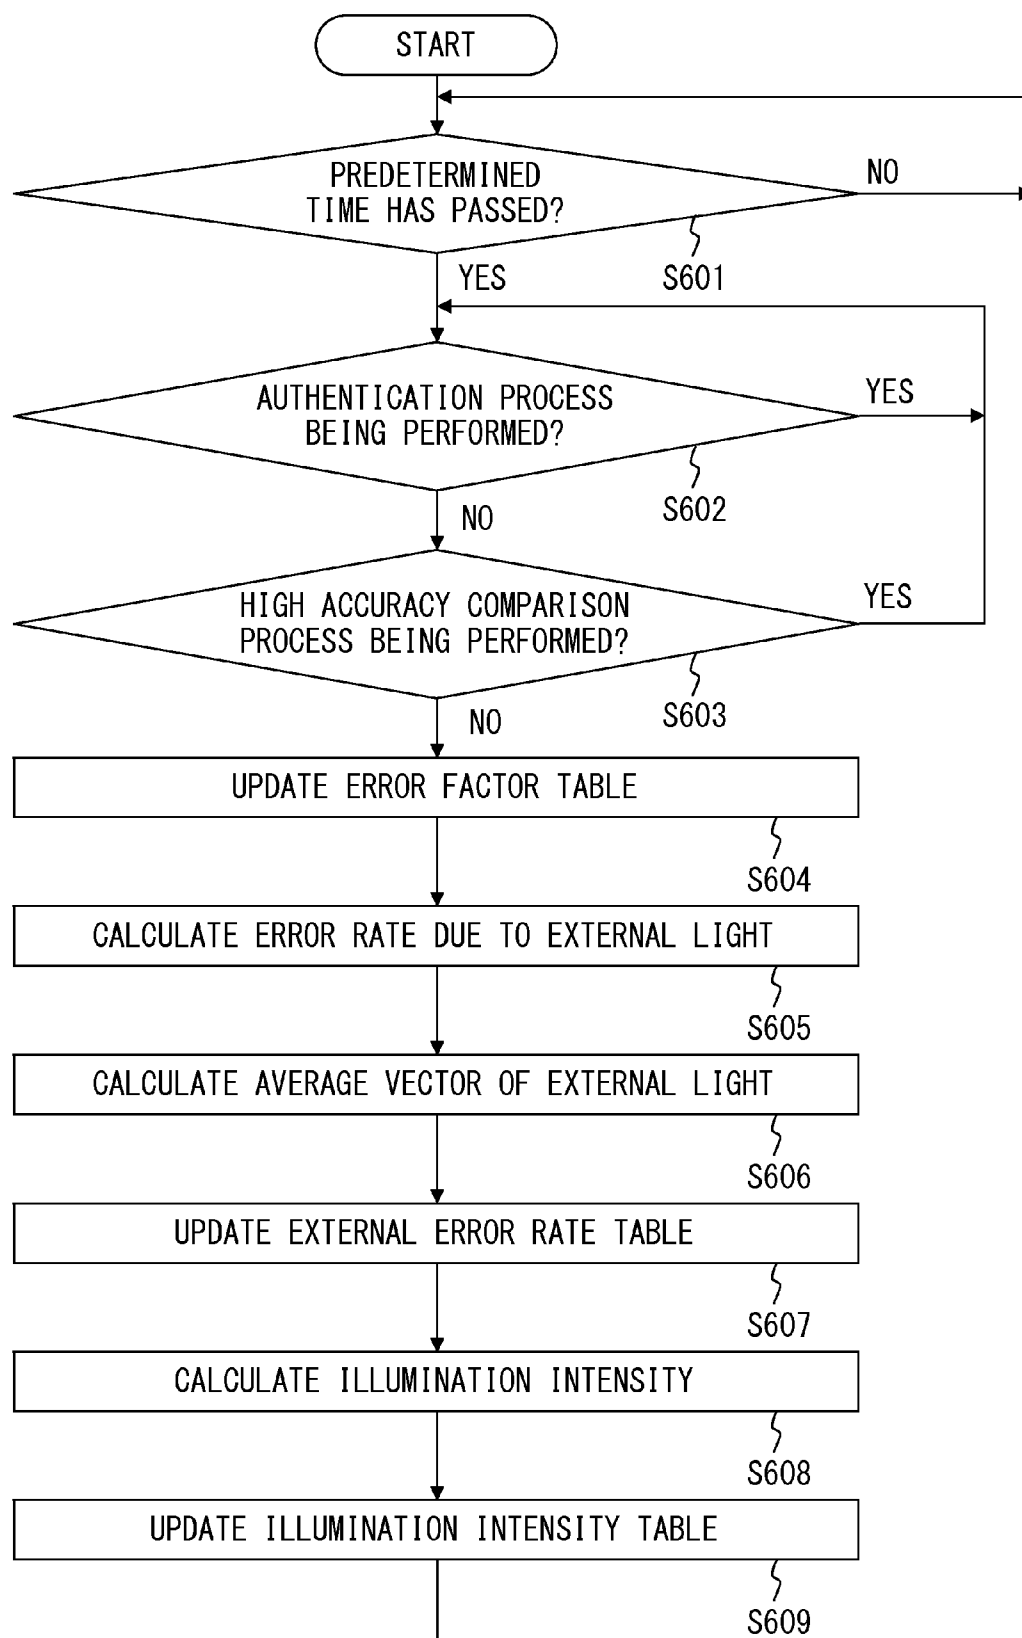 START
PREDETERMINED
TIME HAS PASSED?
NO
S601
YES
AUTHENTICATION PROCESS
BEING PERFORMED?
YES
S602
NO
HIGH ACCURACY COMPARISON
PROCESS BEING PERFORMED?
YES
S603
NO
UPDATE ERROR FACTOR TABLE
S604
CALCULATE ERROR RATE DUE TO EXTERNAL LIGHT
S605
CALCULATE AVERAGE VECTOR OF EXTERNAL LIGHT
S606
UPDATE EXTERNAL ERROR RATE TABLE
S607
CALCULATE ILLUMINATION INTENSITY
S608
UPDATE ILLUMINATION INTENSITY TABLE
S609